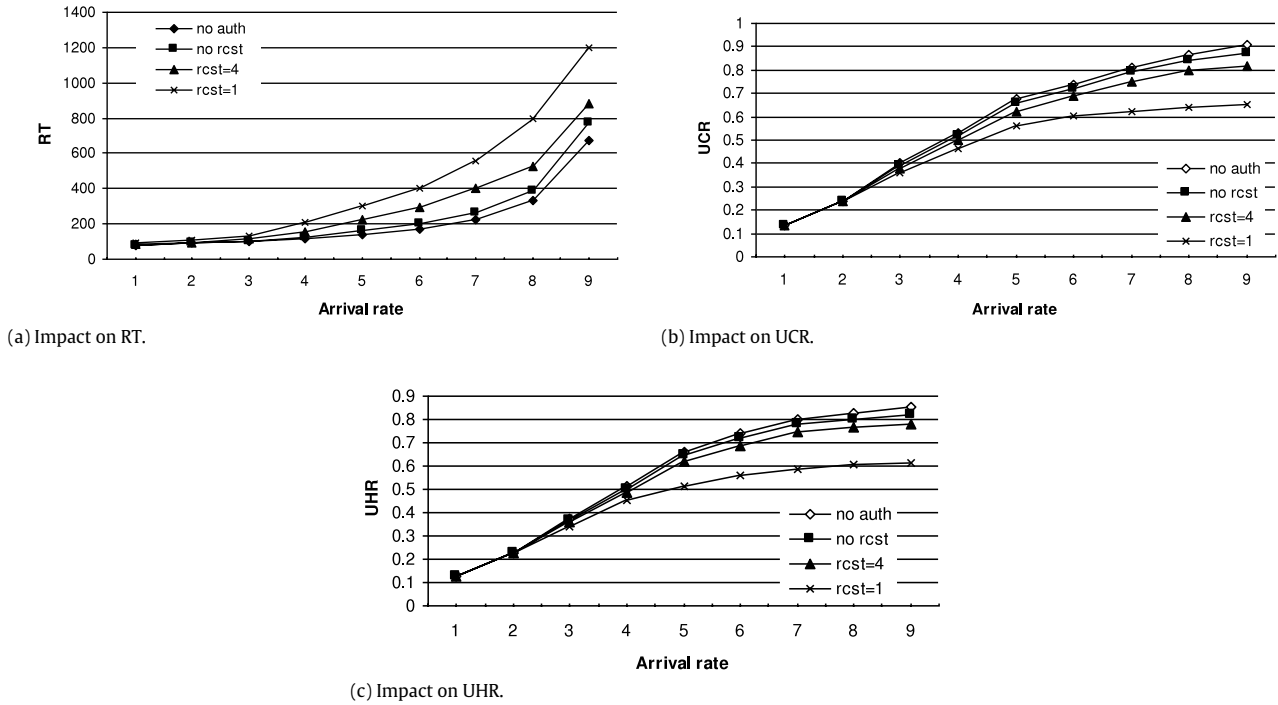 1400
1200
1000
800
600
400
200
0
RT
no auth
no rcst
rcst=4
rcst=1
1 2 3 4 5 6 7 8 9
Arrival rate
(a) Impact on RT.
1
0.9
0.8
0.7
0.6
0.5
0.4
0.3
0.2
0.1
0
UCR
no auth
no rcst
rcst=4
rcst=1
1 2 3 4 5 6 7 8 9
Arrival rate
(b) Impact on UCR.
0.9
0.8
0.7
0.6
0.5
0.4
0.3
0.2
0.1
0
UHR
no auth
no rcst
rcst=4
rcst=1
1 2 3 4 5 6 7 8 9
Arrival rate
(c) Impact on UHR.